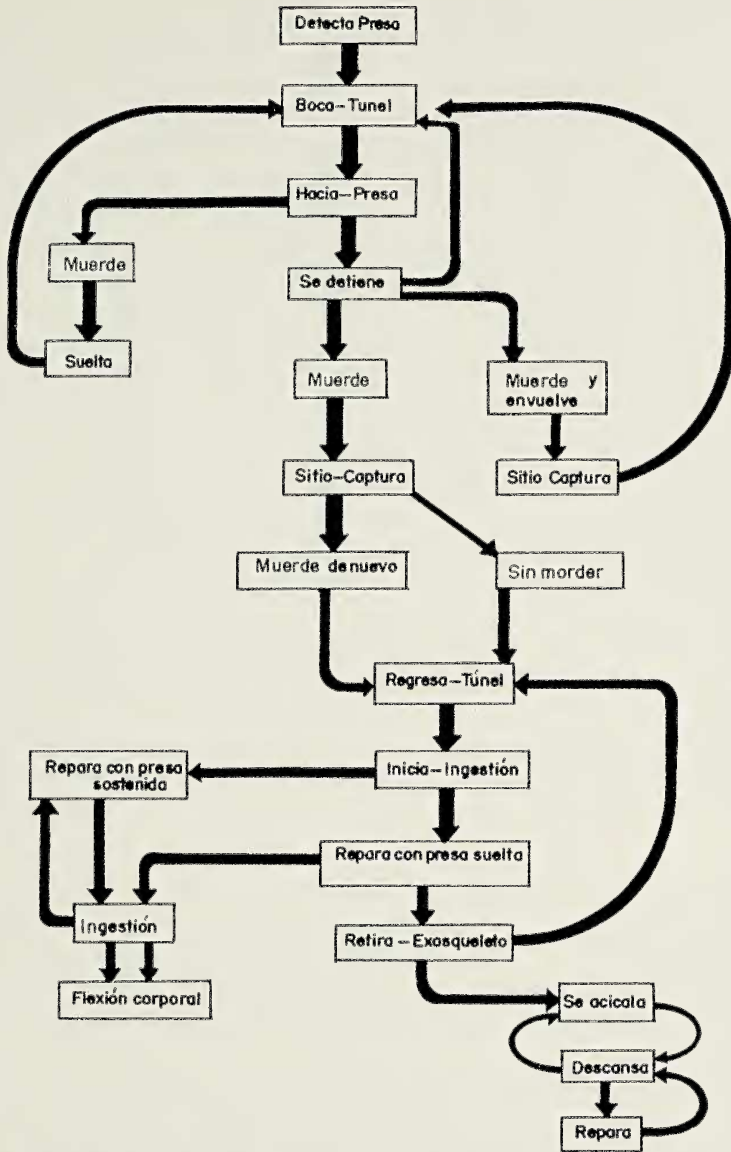 Detecta Presa
Boca-Tunel
Hacia-Presa
Muerde
Se detiene
Suelta
Muerde
Muerde y
envuelve
Sitio-Captura
Sitio Captura
Muerde denuevo
Sin morder
Regresa-Túnel
Repara con presa
sostenida
Inicia-Ingestión
Repara con presa suelta
Ingestión
Retira-Exosqueleto
Flexión corporal
Se acicala
Descansa
Repara